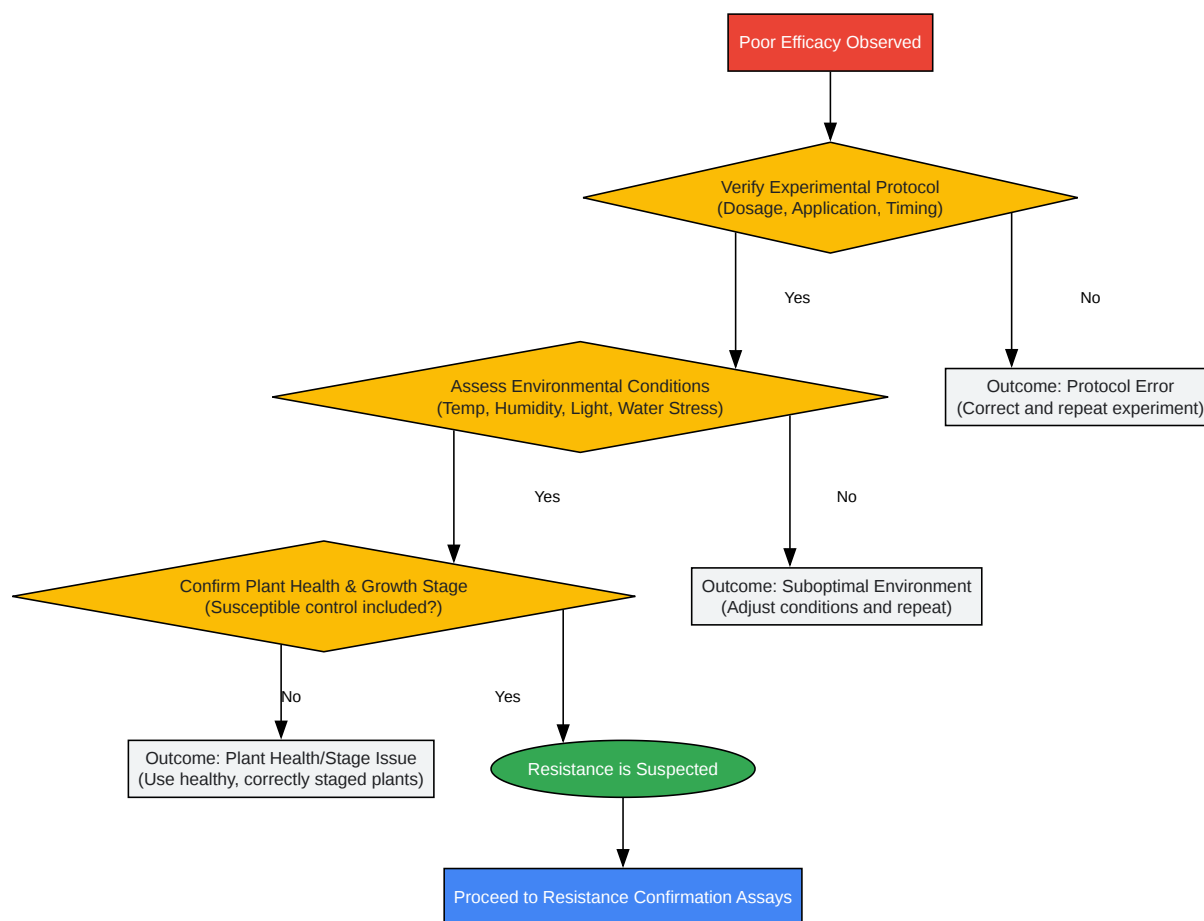 Poor Efficacy Observed
Verify Experimental Protocol
(Dosage, Application, Timing)
Yes
No
Assess Environmental Conditions
(Temp, Humidity, Light, Water Stress)
Outcome: Protocol Error
(Correct and repeat experiment)
Yes
No
Confirm Plant Health & Growth Stage
(Susceptible control included?)
Outcome: Suboptimal Environment
(Adjust conditions and repeat)
No
Yes
Outcome: Plant Health/Stage Issue
(Use healthy, correctly staged plants)
Resistance is Suspected
Proceed to Resistance Confirmation Assays